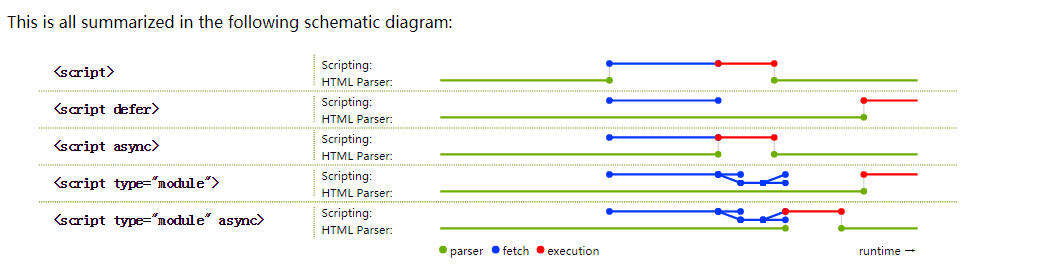 This is all summarized in the following schematic diagram:
<script>
Scripting:
HTML Parser:
<script defer>
Scripting:
HTML Parser:
<script async>
Scripting:
HTML Parser:
<script type="module">
Scripting:
HTML Parser:
<script type="module" async>
Scripting:
HTML Parser:
parser fetch execution runtime →